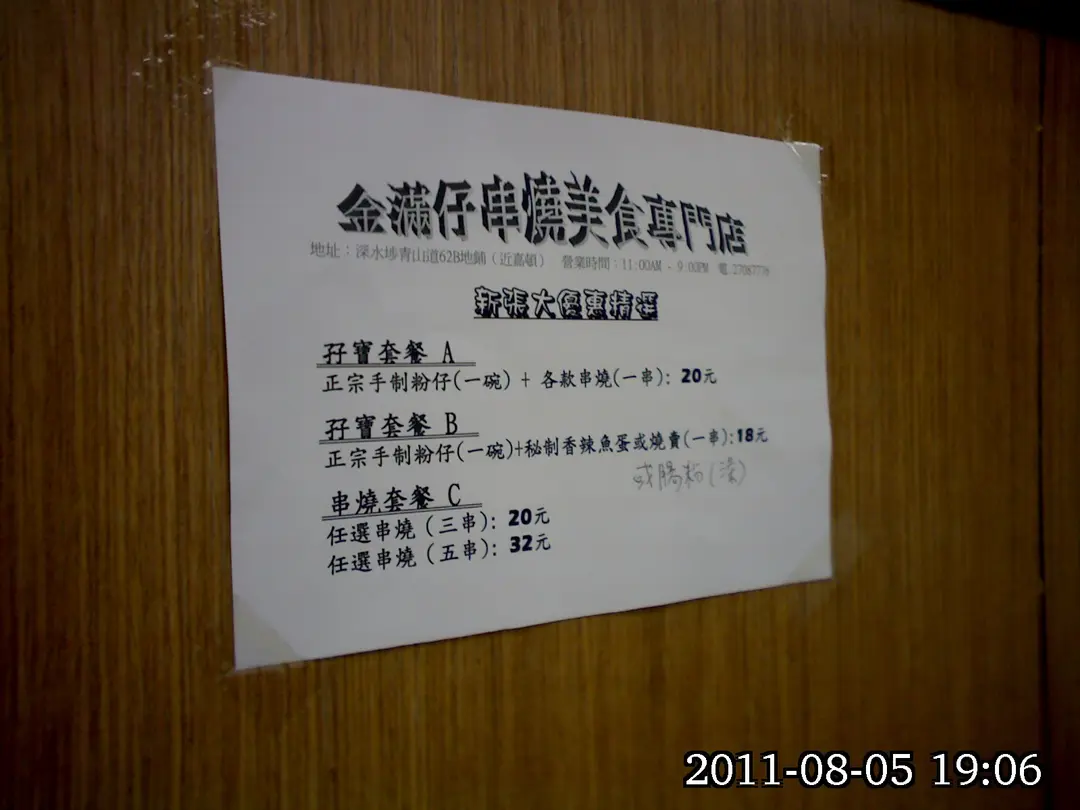 金滿仔串燒美食專門店
地址：深水埗青山道62B地鋪（近嘉頓） 營業時間：11:00AM - 9:00PM 電 27087778
新張大優惠精選
孖寶套餐 A
正宗手制粉仔(一碗) + 各款串燒(一串): 20元
孖寶套餐 B
正宗手制粉仔(一碗)+秘制香辣魚蛋或燒賣(一串):18元
或腸粉(淨)
串燒套餐 C
任選串燒 (三串): 20元
任選串燒 (五串): 32元
2011-08-05 19:06